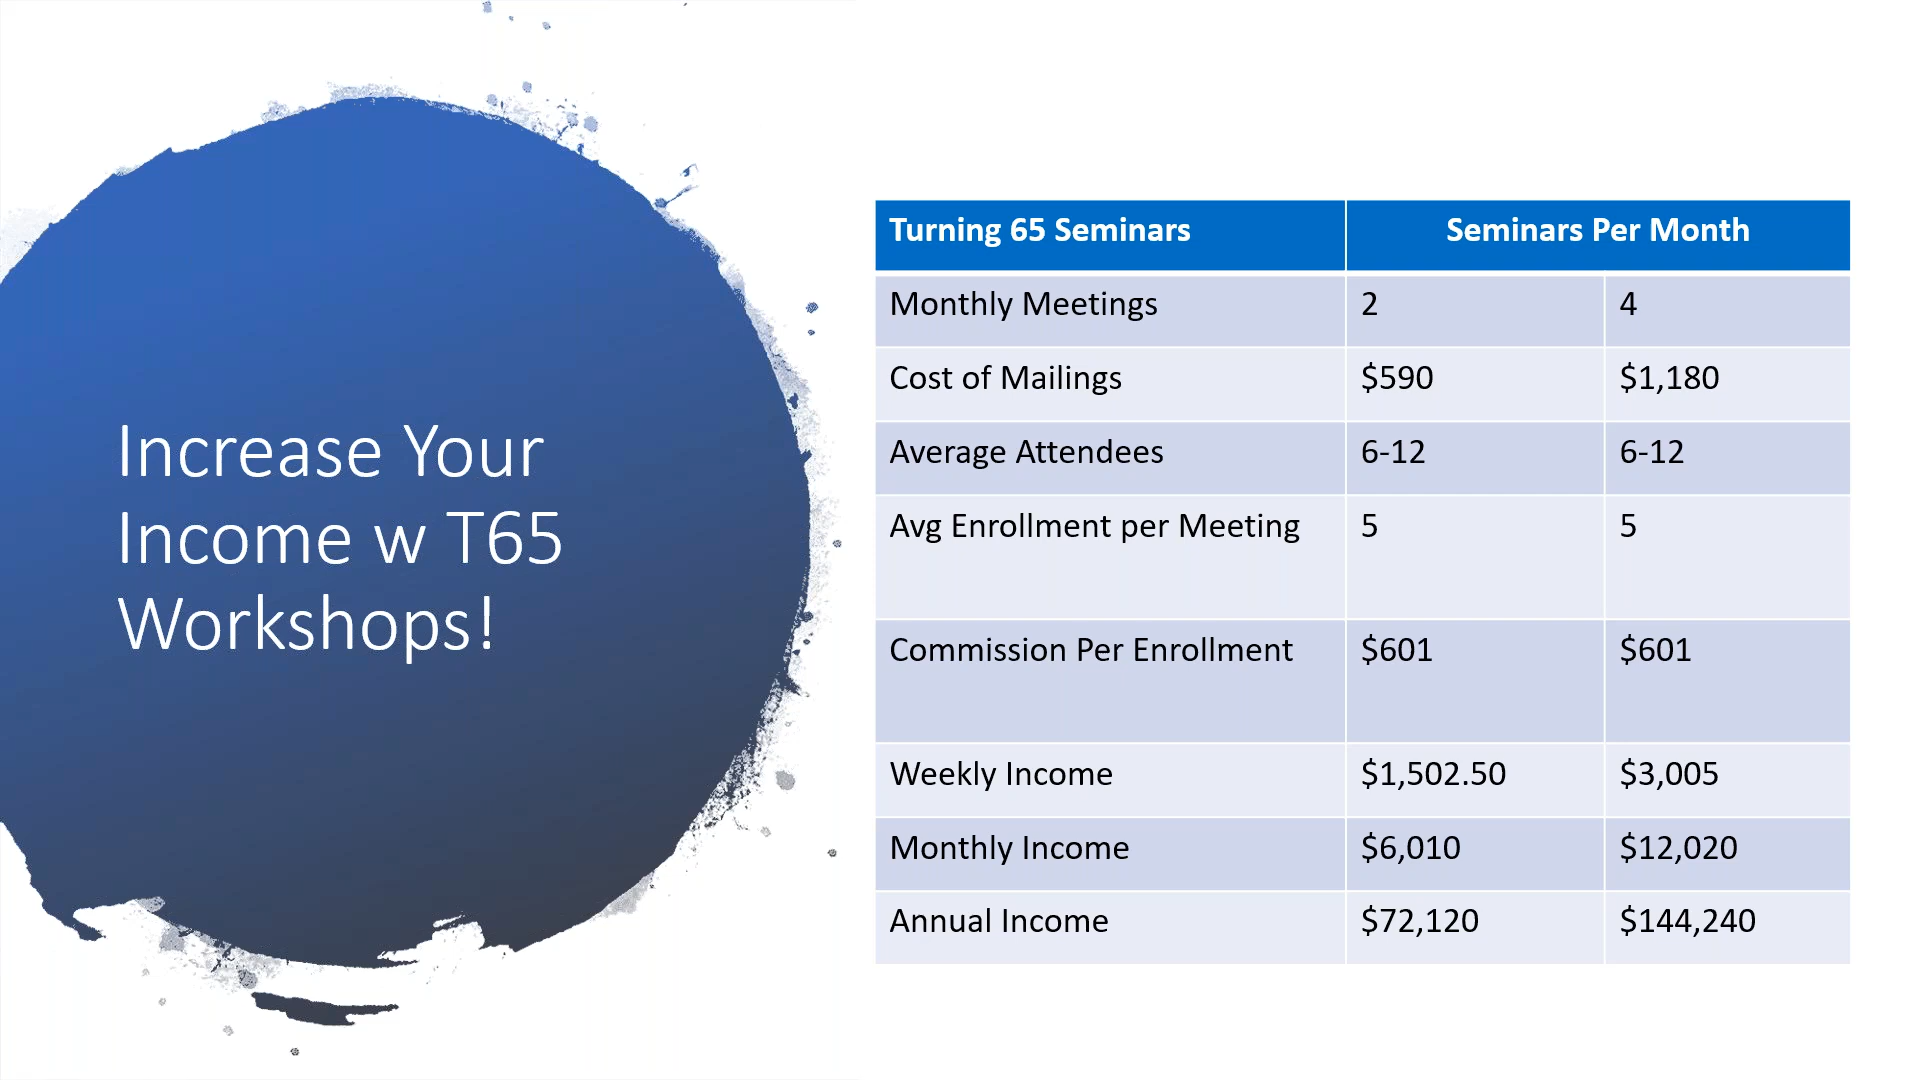 Increase Your
Income w T65
Workshops!
Turning 65 Seminars Seminars Per Month
Monthly Meetings 2 4
Cost of Mailings $590 $1,180
Average Attendees 6-12 6-12
Avg Enrollment per Meeting 5 5
Commission Per Enrollment $601 $601
Weekly Income $1,502.50 $3,005
Monthly Income $6,010 $12,020
Annual Income $72,120 $144,240